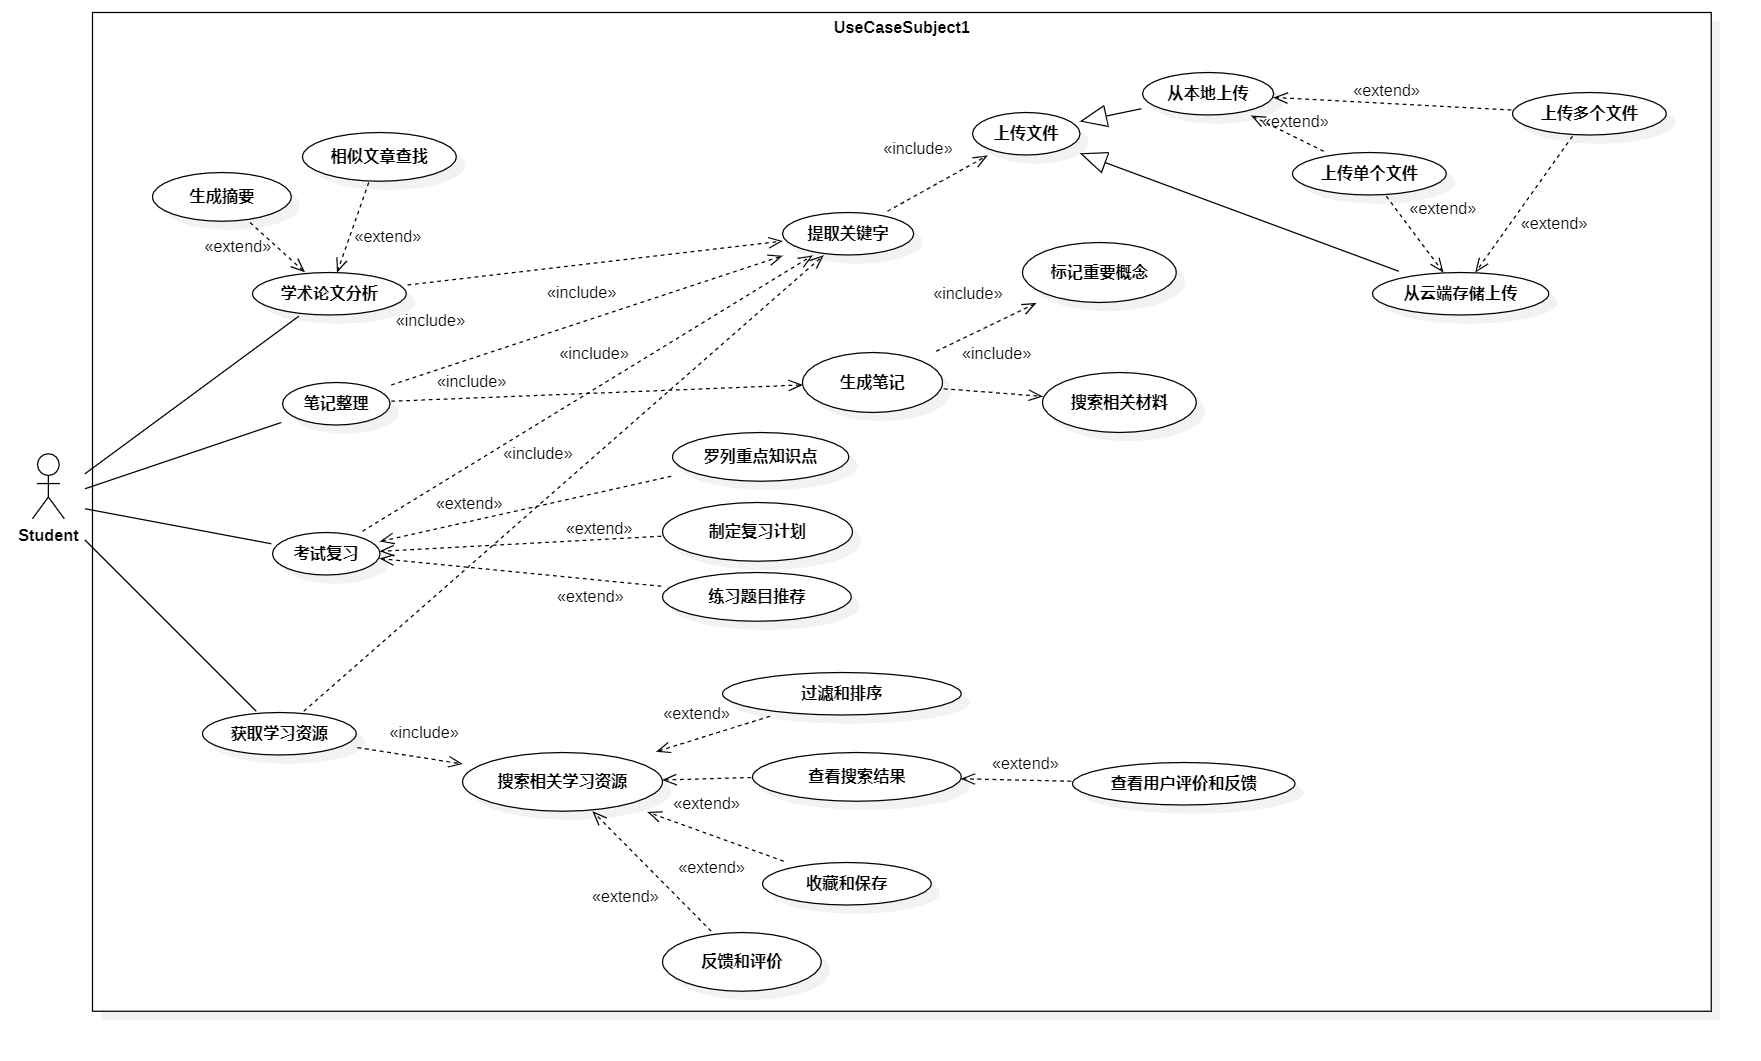 UseCaseSubject1
从本地上传
«extend»
上传多个文件
上传文件
«extend»
«include»
相似文章查找
上传单个文件
生成摘要
«extend»
«extend»
提取关键字
«extend»
«extend»
标记重要概念
学术论文分析
«include»
«include»
从云端存储上传
«include»
«include»
«include»
«include»
生成笔记
笔记整理
搜索相关材料
«include»
罗列重点知识点
«extend»
«extend»
制定复习计划
Student
考试复习
«extend»
练习题目推荐
过滤和排序
«extend»
获取学习资源
«include»
«extend»
搜索相关学习资源
查看搜索结果
查看用户评价和反馈
«extend»
«extend»
收藏和保存
«extend»
反馈和评价